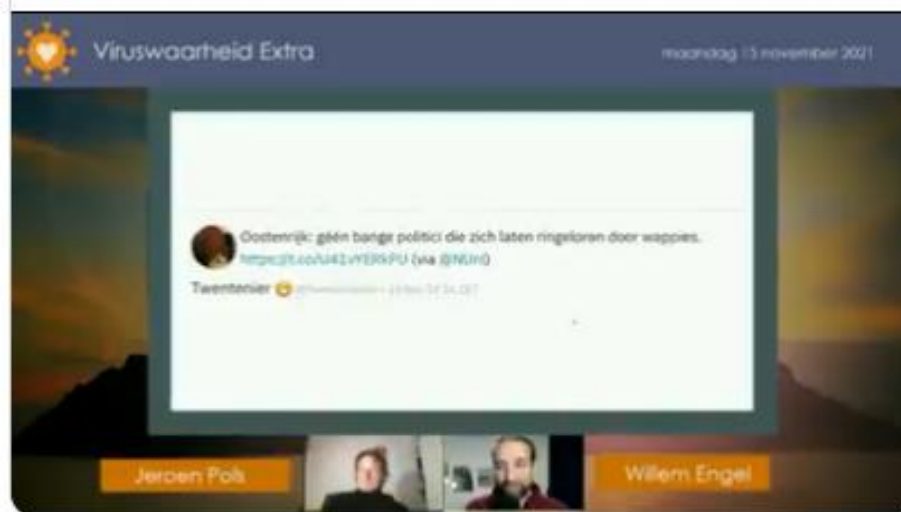 Viruswaarheid Extra
maandag 15 november 2021
Oostenrijk: géén bange politici die zich laten ringeloren door wappies.
(via @NUnl)
Twentenier
Jeroen Pols
Willem Engel